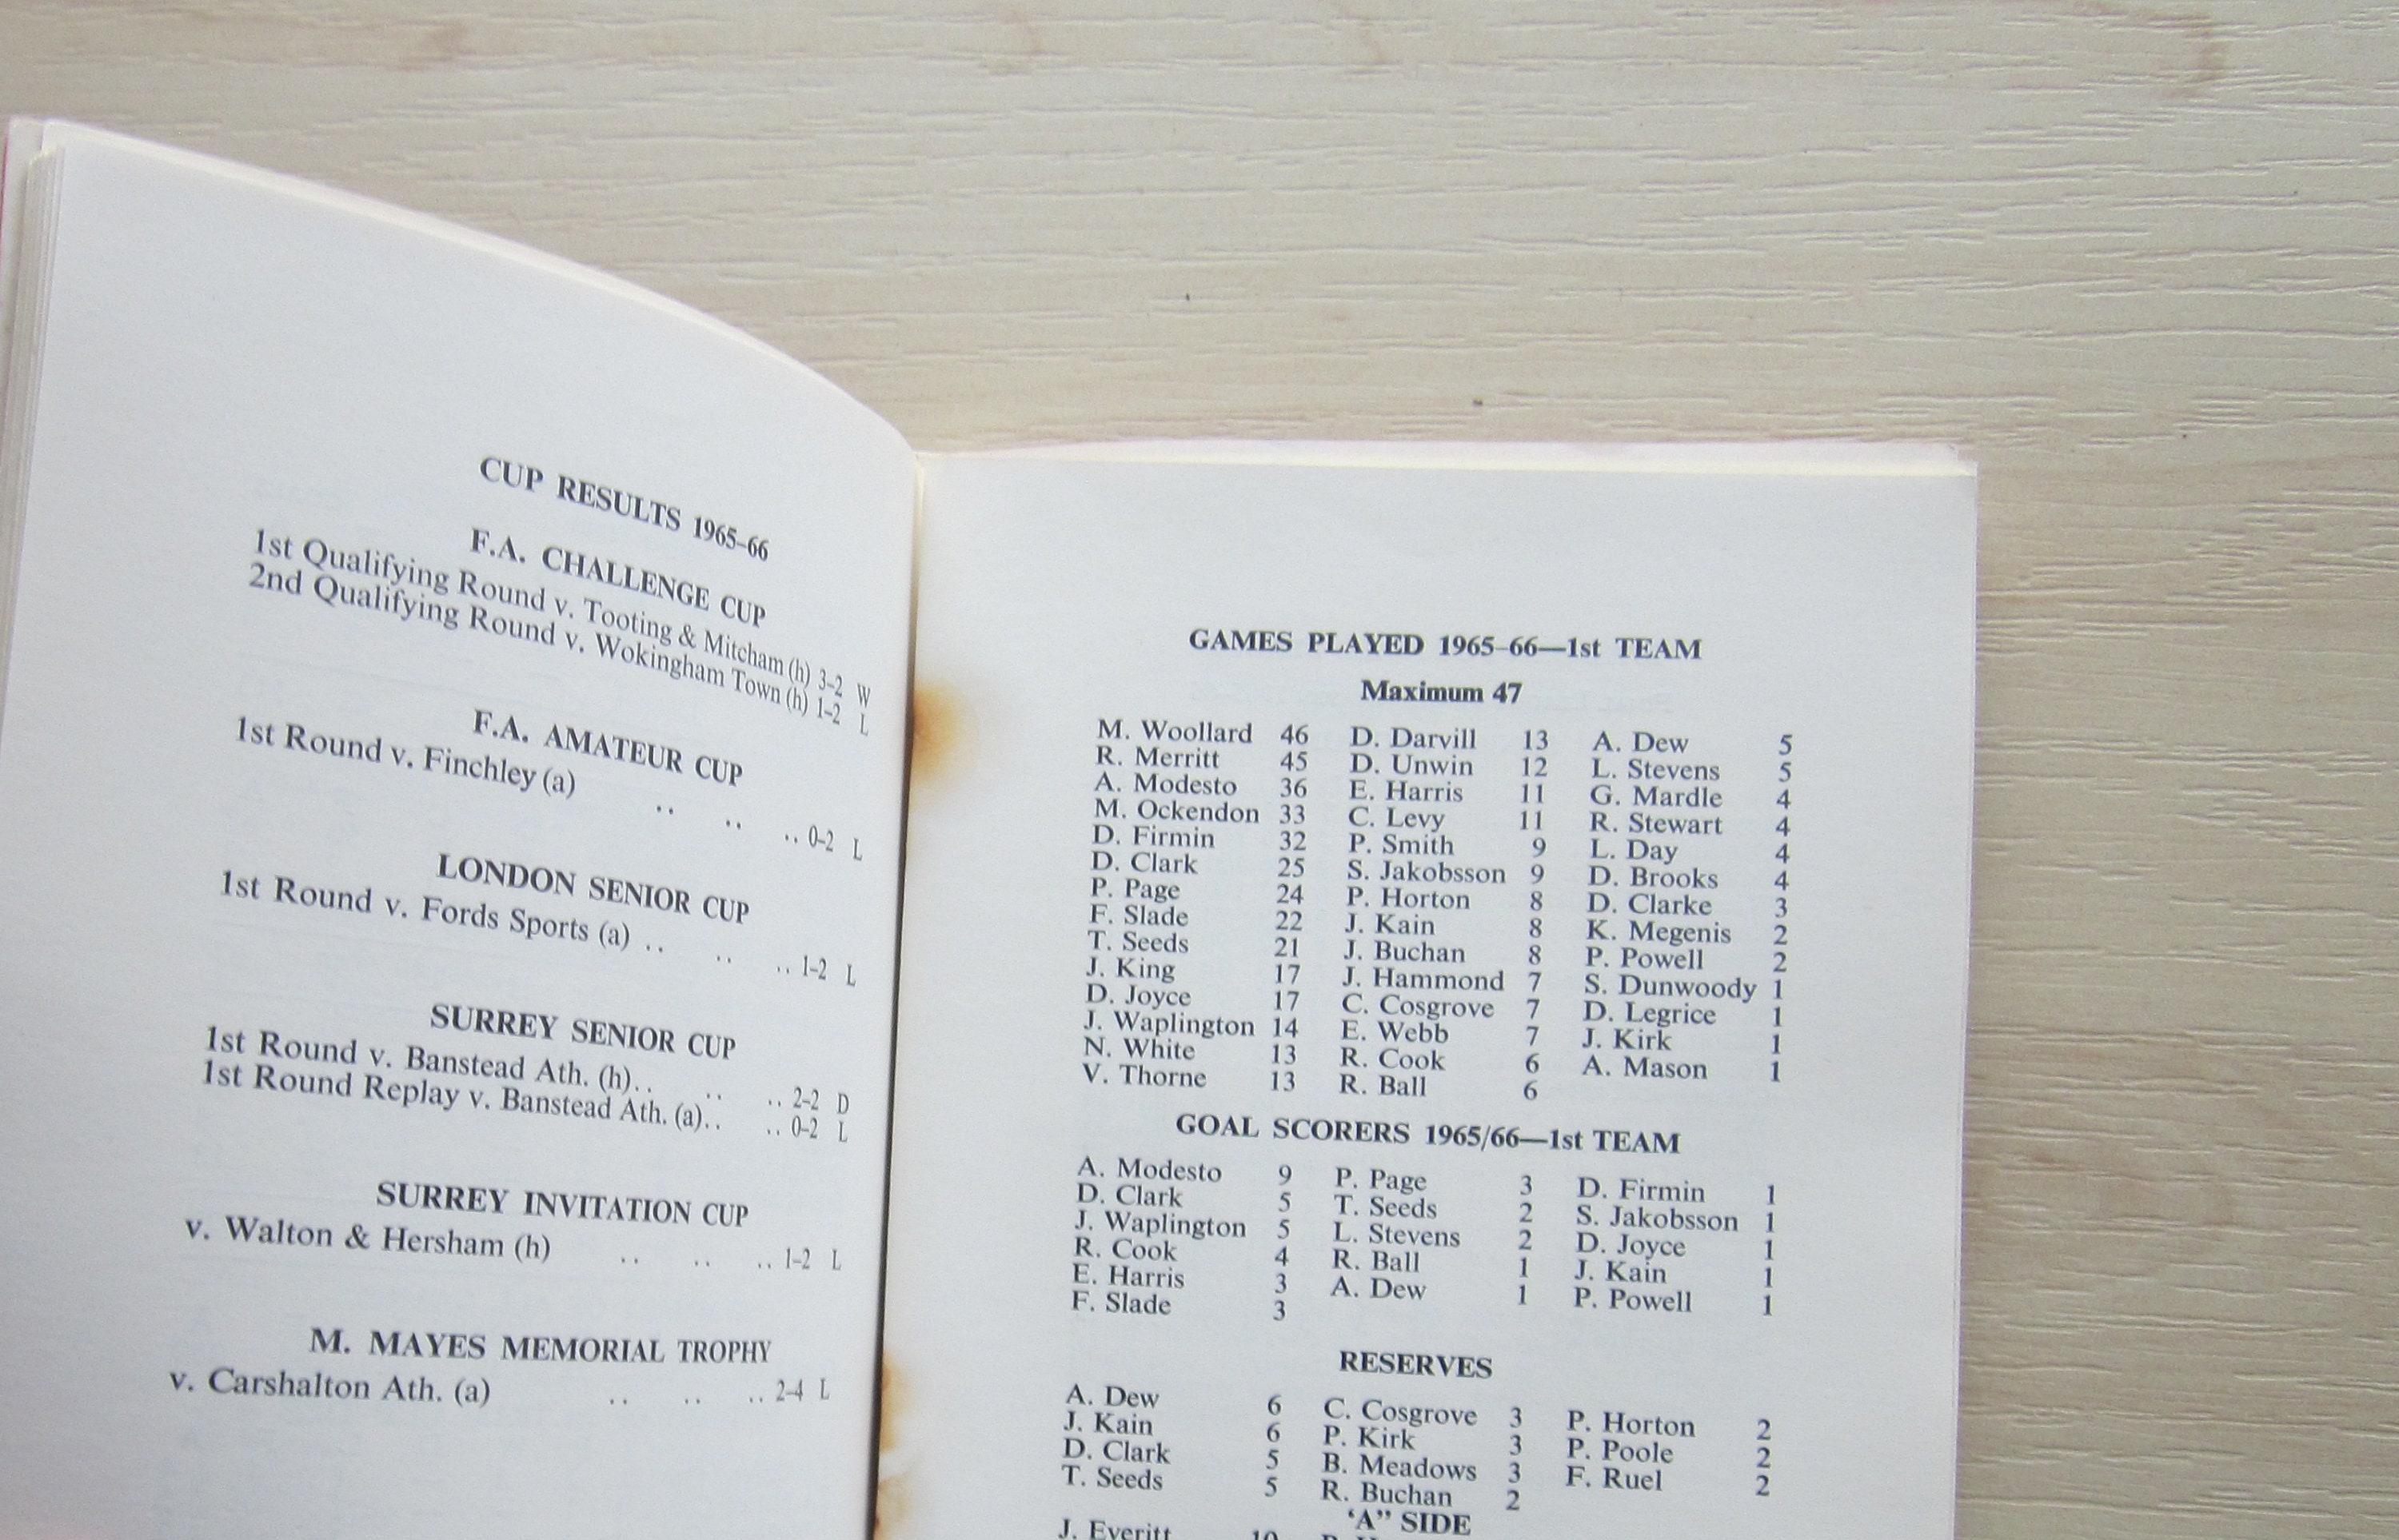 CUP RESULTS 1965–66
F.A. CHALLENGE CUP
1st Qualifying Round v. Tooting & Mitcham (h) 3–2 W
2nd Qualifying Round v. Wokingham Town (h) 1–2 L
F.A. AMATEUR CUP
1st Round v. Finchley (a) .. .. .. 0–2 L
LONDON SENIOR CUP
1st Round v. Fords Sports (a) .. .. .. 1–2 L
SURREY SENIOR CUP
1st Round v. Banstead Ath. (h).. .. .. 2–2 D
1st Round Replay v. Banstead Ath. (a).. .. 0–2 L
SURREY INVITATION CUP
v. Walton & Hersham (h) .. .. .. 1–2 L
M. MAYES MEMORIAL TROPHY
v. Carshalton Ath. (a) .. .. .. 2–4 L
GAMES PLAYED 1965–66—1st TEAM
Maximum 47
M. Woollard 46 D. Darvill 13 A. Dew 5
R. Merritt 45 D. Unwin 12 L. Stevens 5
A. Modesto 36 E. Harris 11 G. Mardle 4
M. Ockendon 33 C. Levy 11 R. Stewart 4
D. Firmin 32 P. Smith 9 L. Day 4
D. Clark 25 S. Jakobsson 9 D. Brooks 4
P. Page 24 P. Horton 8 D. Clarke 3
F. Slade 22 J. Kain 8 K. Megenis 2
T. Seeds 21 J. Buchan 8 P. Powell 2
J. King 17 J. Hammond 7 S. Dunwoody 1
D. Joyce 17 C. Cosgrove 7 D. Legrice 1
J. Waplington 14 E. Webb 7 J. Kirk 1
N. White 13 R. Cook 6 A. Mason 1
V. Thorne 13 R. Ball 6
GOAL SCORERS 1965/66—1st TEAM
A. Modesto 9 P. Page 3 D. Firmin 1
D. Clark 5 T. Seeds 2 S. Jakobsson 1
J. Waplington 5 L. Stevens 2 D. Joyce 1
R. Cook 4 R. Ball 1 J. Kain 1
E. Harris 3 A. Dew 1 P. Powell 1
F. Slade 3
RESERVES
A. Dew 6 C. Cosgrove 3 P. Horton 2
J. Kain 6 P. Kirk 3 P. Poole 2
D. Clark 5 B. Meadows 3 F. Ruel 2
T. Seeds 5 R. Buchan 2
‘A” SIDE
J. Everitt 10